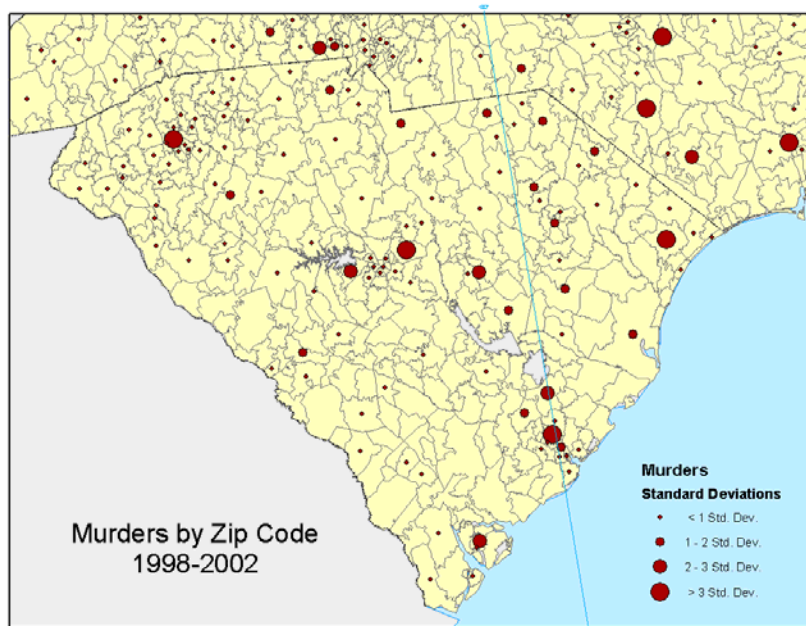 Murders by Zip Code
1998-2002
Murders
Standard Deviations
< 1 Std. Dev.
1 - 2 Std. Dev.
2 - 3 Std. Dev.
> 3 Std. Dev.